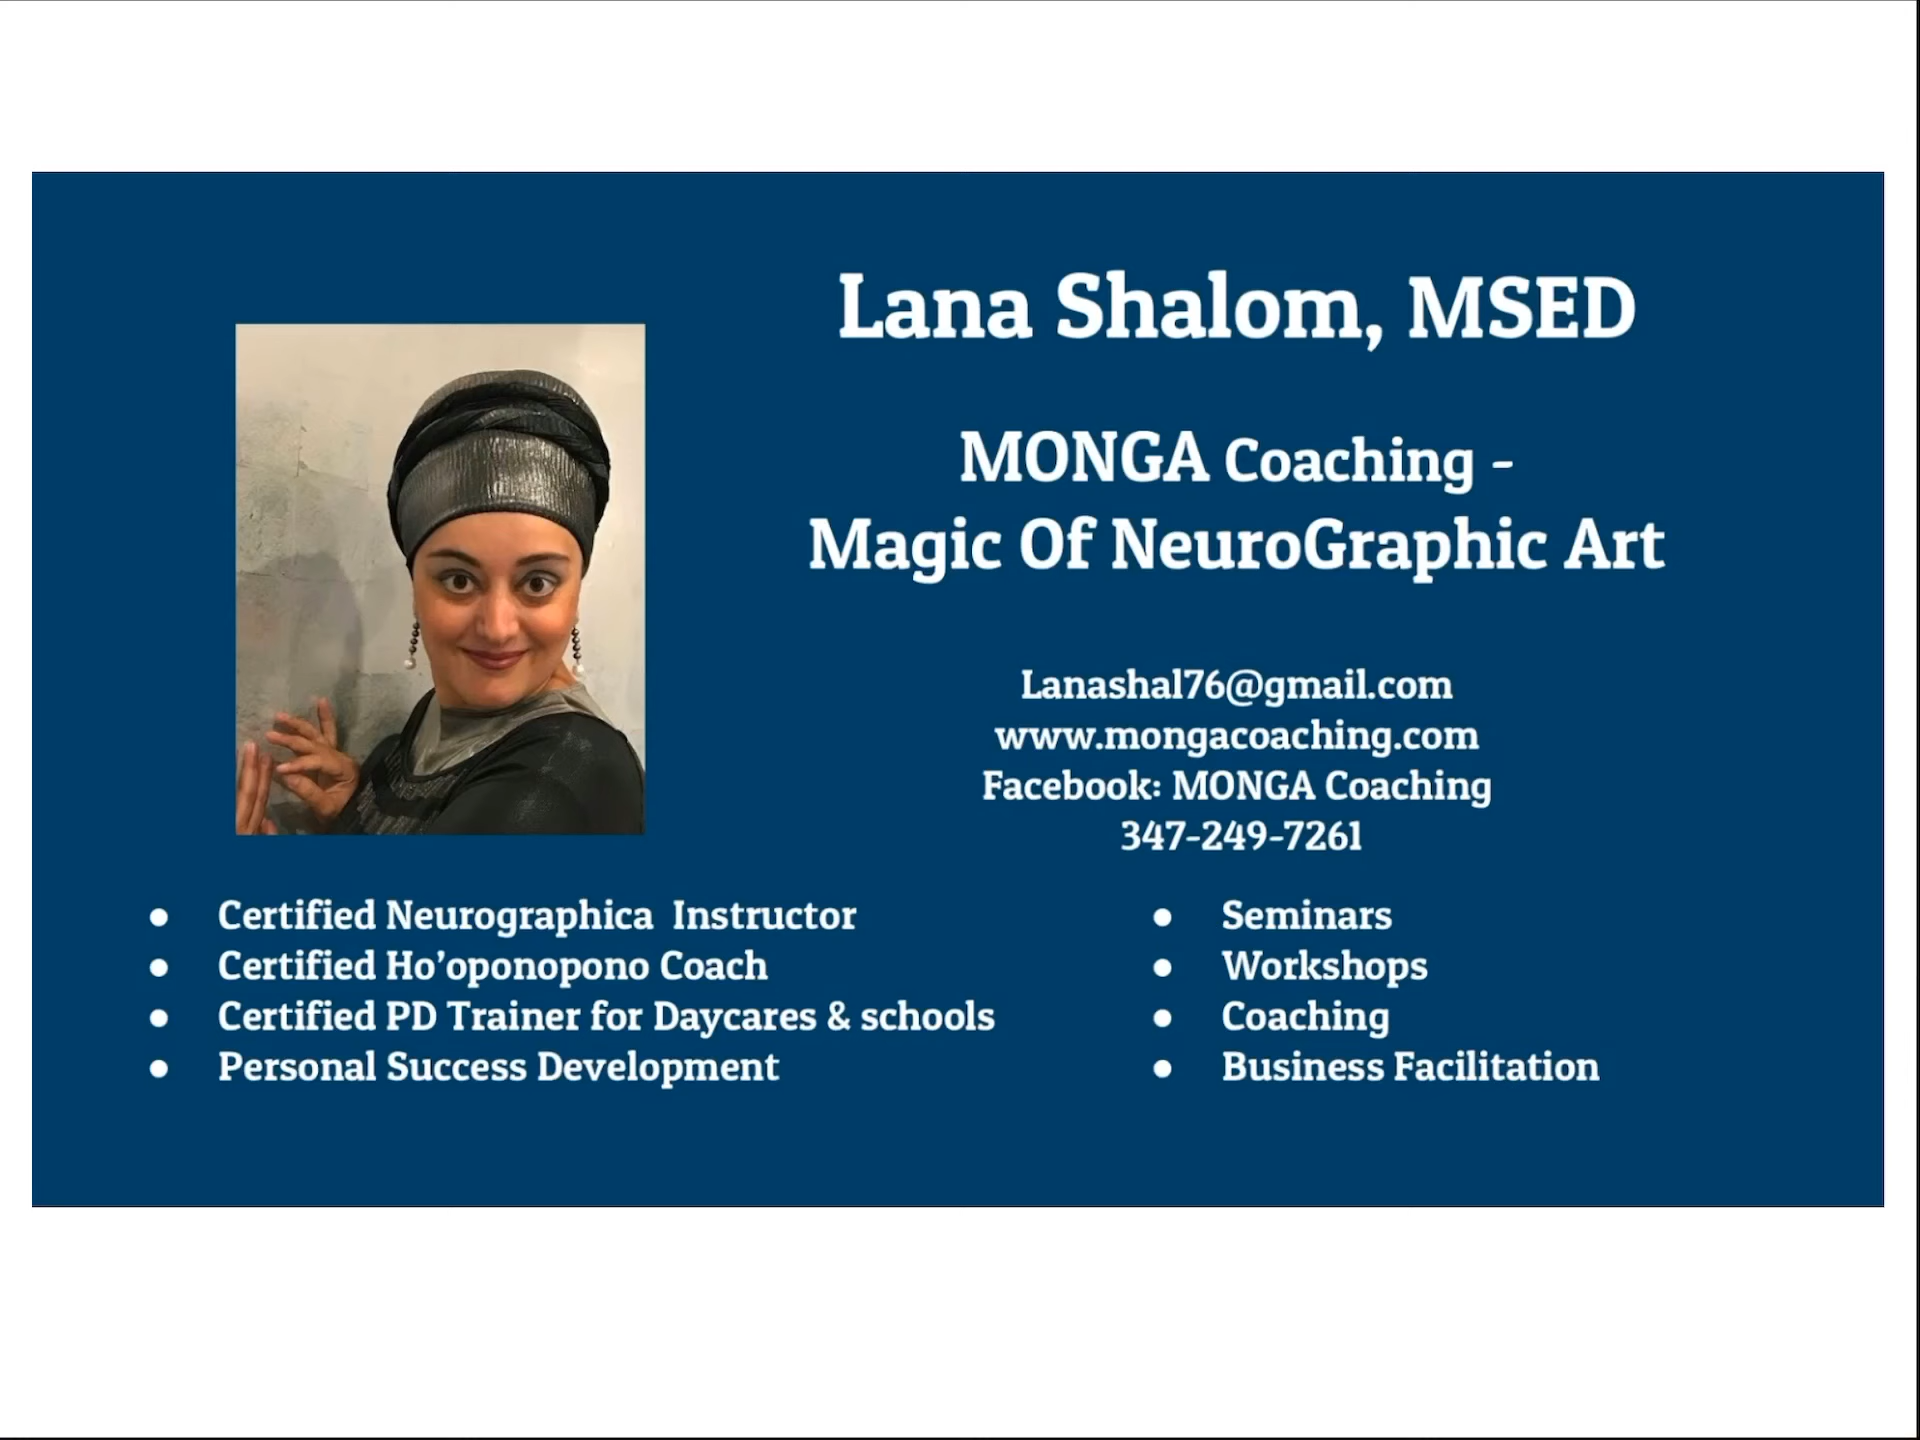 Lana Shalom, MSED
MONGA Coaching -
Magic Of NeuroGraphic Art
Lanashal76@gmail.com
www.mongacoaching.com
Facebook: MONGA Coaching
347-249-7261
● Certified Neurographica  Instructor
● Certified Ho’oponopono Coach
● Certified PD Trainer for Daycares & schools
● Personal Success Development
● Seminars
● Workshops
● Coaching
● Business Facilitation